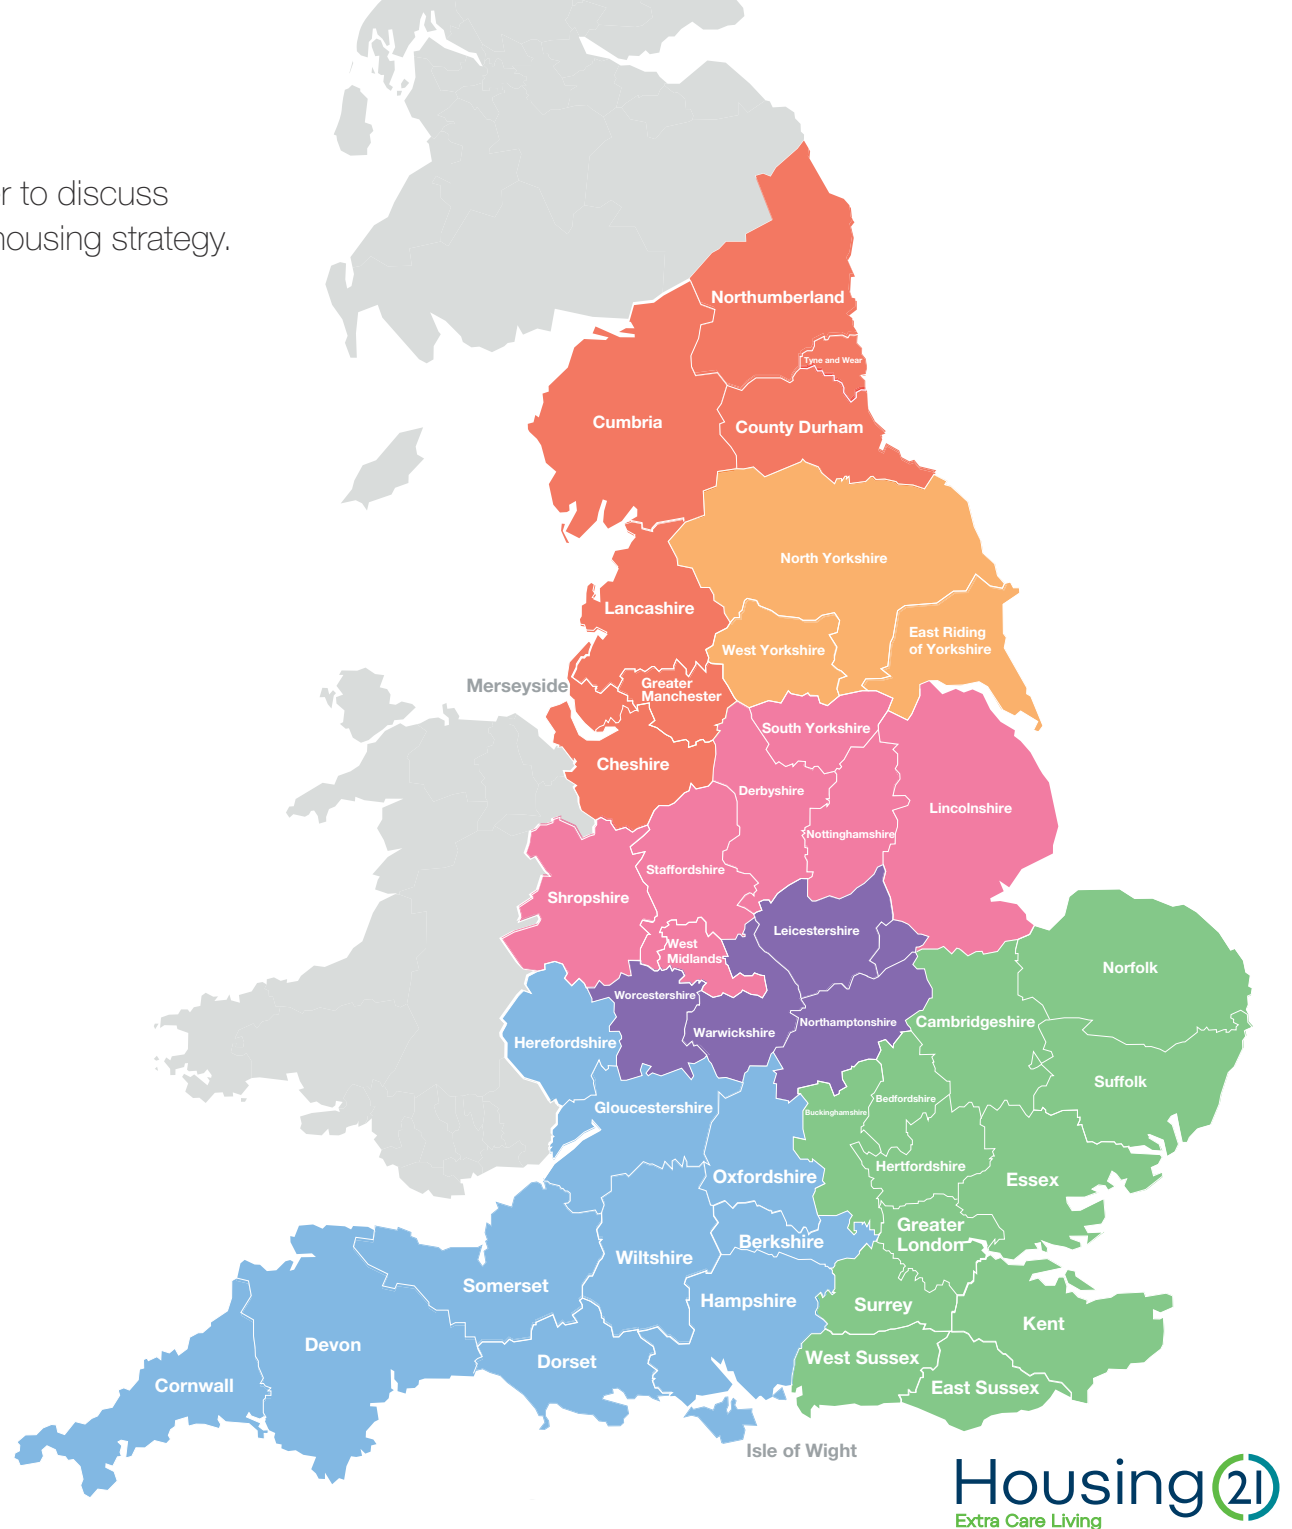 r to discuss
housing strategy.
Northumberland
Tyne and Wear
Cumbria
County Durham
North Yorkshire
Lancashire
East Riding
of Yorkshire
West Yorkshire
Merseyside
Greater
Manchester
South Yorkshire
Cheshire
Derbyshire
Lincolnshire
Nottinghamshire
Staffordshire
Shropshire
Leicestershire
West
Midlands
Norfolk
Worcestershire
Northamptonshire
Cambridgeshire
Warwickshire
Herefordshire
Suffolk
Bedfordshire
Gloucestershire
Buckinghamshire
Hertfordshire
Oxfordshire
Essex
Greater
London
Berkshire
Wiltshire
Somerset
Hampshire
Surrey
Kent
Devon
West Sussex
Dorset
Cornwall
East Sussex
Isle of Wight
Housing 21
Extra Care Living